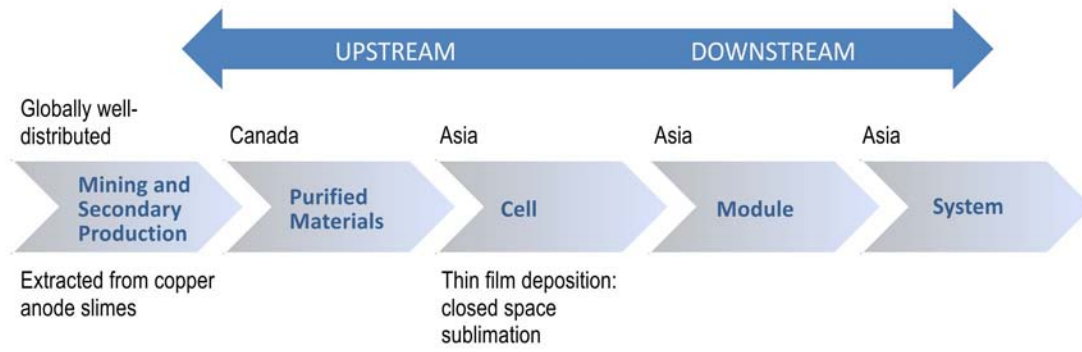 UPSTREAM
DOWNSTREAM
Globally well-
distributed
Canada
Asia
Asia
Asia
Mining and
Secondary
Production
Purified
Materials
Cell
Module
System
Extracted from copper
anode slimes
Thin film deposition:
closed space
sublimation